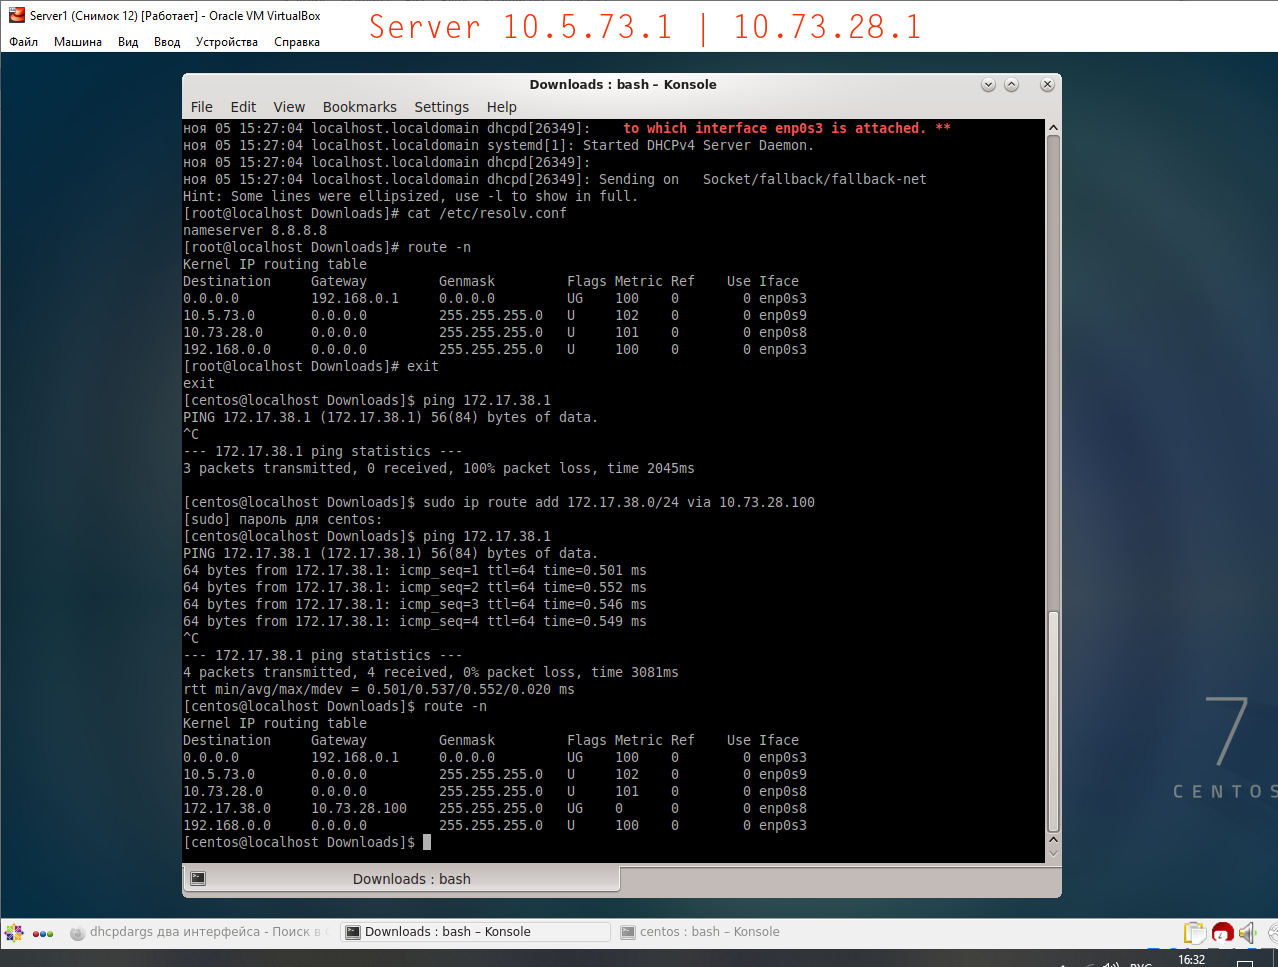 Server1 (Снимок 12) [Работает] - Oracle VM VirtualBox
Server 10.5.73.1 | 10.73.28.1
Файл Машина Вид Ввод Устройства Справка
Downloads : bash – Konsole
File Edit View Bookmarks Settings Help
ноя 05 15:27:04 localhost.localdomain dhcpd[26349]:    to which interface enp0s3 is attached. **
ноя 05 15:27:04 localhost.localdomain systemd[1]: Started DHCPv4 Server Daemon.
ноя 05 15:27:04 localhost.localdomain dhcpd[26349]:
ноя 05 15:27:04 localhost.localdomain dhcpd[26349]: Sending on   Socket/fallback/fallback-net
Hint: Some lines were ellipsized, use -l to show in full.
[root@localhost Downloads]# cat /etc/resolv.conf
nameserver 8.8.8.8
[root@localhost Downloads]# route -n
Kernel IP routing table
Destination     Gateway         Genmask         Flags Metric Ref    Use Iface
0.0.0.0         192.168.0.1     0.0.0.0         UG    100    0        0 enp0s3
10.5.73.0       0.0.0.0         255.255.255.0   U     102    0        0 enp0s9
10.73.28.0      0.0.0.0         255.255.255.0   U     101    0        0 enp0s8
192.168.0.0     0.0.0.0         255.255.255.0   U     100    0        0 enp0s3
[root@localhost Downloads]# exit
exit
[centos@localhost Downloads]$ ping 172.17.38.1
PING 172.17.38.1 (172.17.38.1) 56(84) bytes of data.
^C
--- 172.17.38.1 ping statistics ---
3 packets transmitted, 0 received, 100% packet loss, time 2045ms
[centos@localhost Downloads]$ sudo ip route add 172.17.38.0/24 via 10.73.28.100
[sudo] пароль для centos:
[centos@localhost Downloads]$ ping 172.17.38.1
PING 172.17.38.1 (172.17.38.1) 56(84) bytes of data.
64 bytes from 172.17.38.1: icmp_seq=1 ttl=64 time=0.501 ms
64 bytes from 172.17.38.1: icmp_seq=2 ttl=64 time=0.552 ms
64 bytes from 172.17.38.1: icmp_seq=3 ttl=64 time=0.546 ms
64 bytes from 172.17.38.1: icmp_seq=4 ttl=64 time=0.549 ms
^C
--- 172.17.38.1 ping statistics ---
4 packets transmitted, 4 received, 0% packet loss, time 3081ms
rtt min/avg/max/mdev = 0.501/0.537/0.552/0.020 ms
[centos@localhost Downloads]$ route -n
Kernel IP routing table
Destination     Gateway         Genmask         Flags Metric Ref    Use Iface
0.0.0.0         192.168.0.1     0.0.0.0         UG    100    0        0 enp0s3
10.5.73.0       0.0.0.0         255.255.255.0   U     102    0        0 enp0s9
10.73.28.0      0.0.0.0         255.255.255.0   U     101    0        0 enp0s8
172.17.38.0     10.73.28.100    255.255.255.0   UG    0      0        0 enp0s8
192.168.0.0     0.0.0.0         255.255.255.0   U     100    0        0 enp0s3
[centos@localhost Downloads]$
7
CENTOS
Downloads : bash
dhcpdargs два интерфейса - Поиск в
Downloads : bash – Konsole
centos : bash – Konsole
РУС
16:32